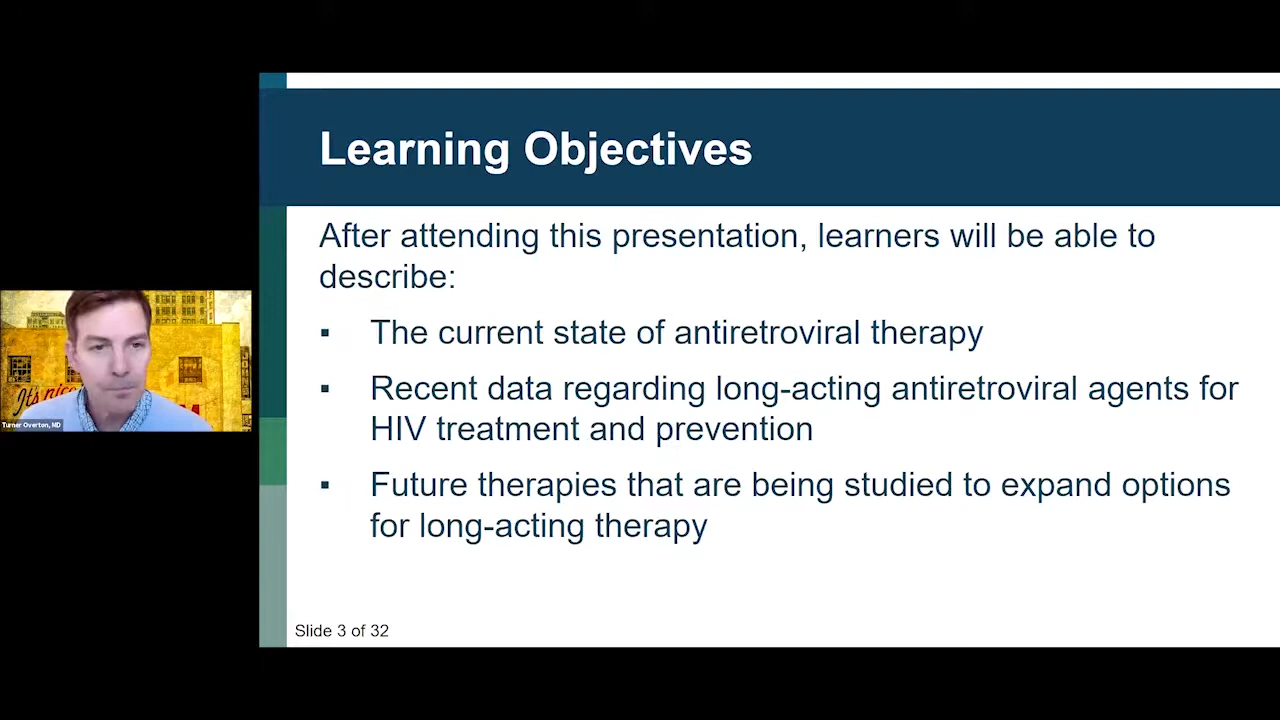 Learning Objectives
After attending this presentation, learners will be able to
describe:
▪ The current state of antiretroviral therapy
▪ Recent data regarding long-acting antiretroviral agents for
HIV treatment and prevention
▪ Future therapies that are being studied to expand options
for long-acting therapy
Slide 3 of 32
It's nice
Turner Overton, MD